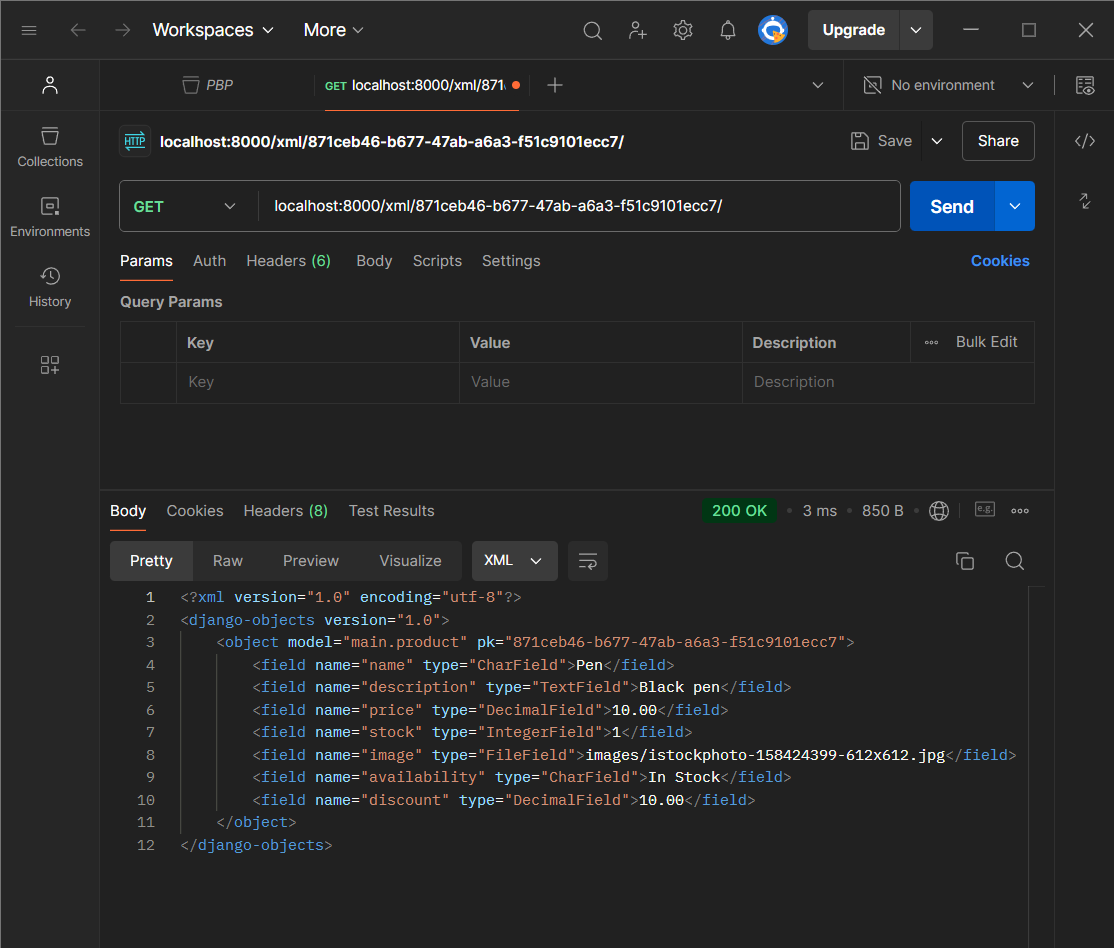 Workspaces More Upgrade
PBP GET localhost:8000/xml/871 No environment
localhost:8000/xml/871ceb46-b677-47ab-a6a3-f51c9101ecc7/ Save Share
Collections
Environments
History
GET localhost:8000/xml/871ceb46-b677-47ab-a6a3-f51c9101ecc7/ Send
Params Auth Headers (6) Body Scripts Settings Cookies
Query Params
Key Value Description Bulk Edit
Key Value Description
Body Cookies Headers (8) Test Results 200 OK 3 ms 850 B e.g.
Pretty Raw Preview Visualize XML
1 <?xml version="1.0" encoding="utf-8"?>
2 <django-objects version="1.0">
3 <object model="main.product" pk="871ceb46-b677-47ab-a6a3-f51c9101ecc7">
4 <field name="name" type="CharField">Pen</field>
5 <field name="description" type="TextField">Black pen</field>
6 <field name="price" type="DecimalField">10.00</field>
7 <field name="stock" type="IntegerField">1</field>
8 <field name="image" type="FileField">images/istockphoto-158424399-612x612.jpg</field>
9 <field name="availability" type="CharField">In Stock</field>
10 <field name="discount" type="DecimalField">10.00</field>
11 </object>
12 </django-objects>